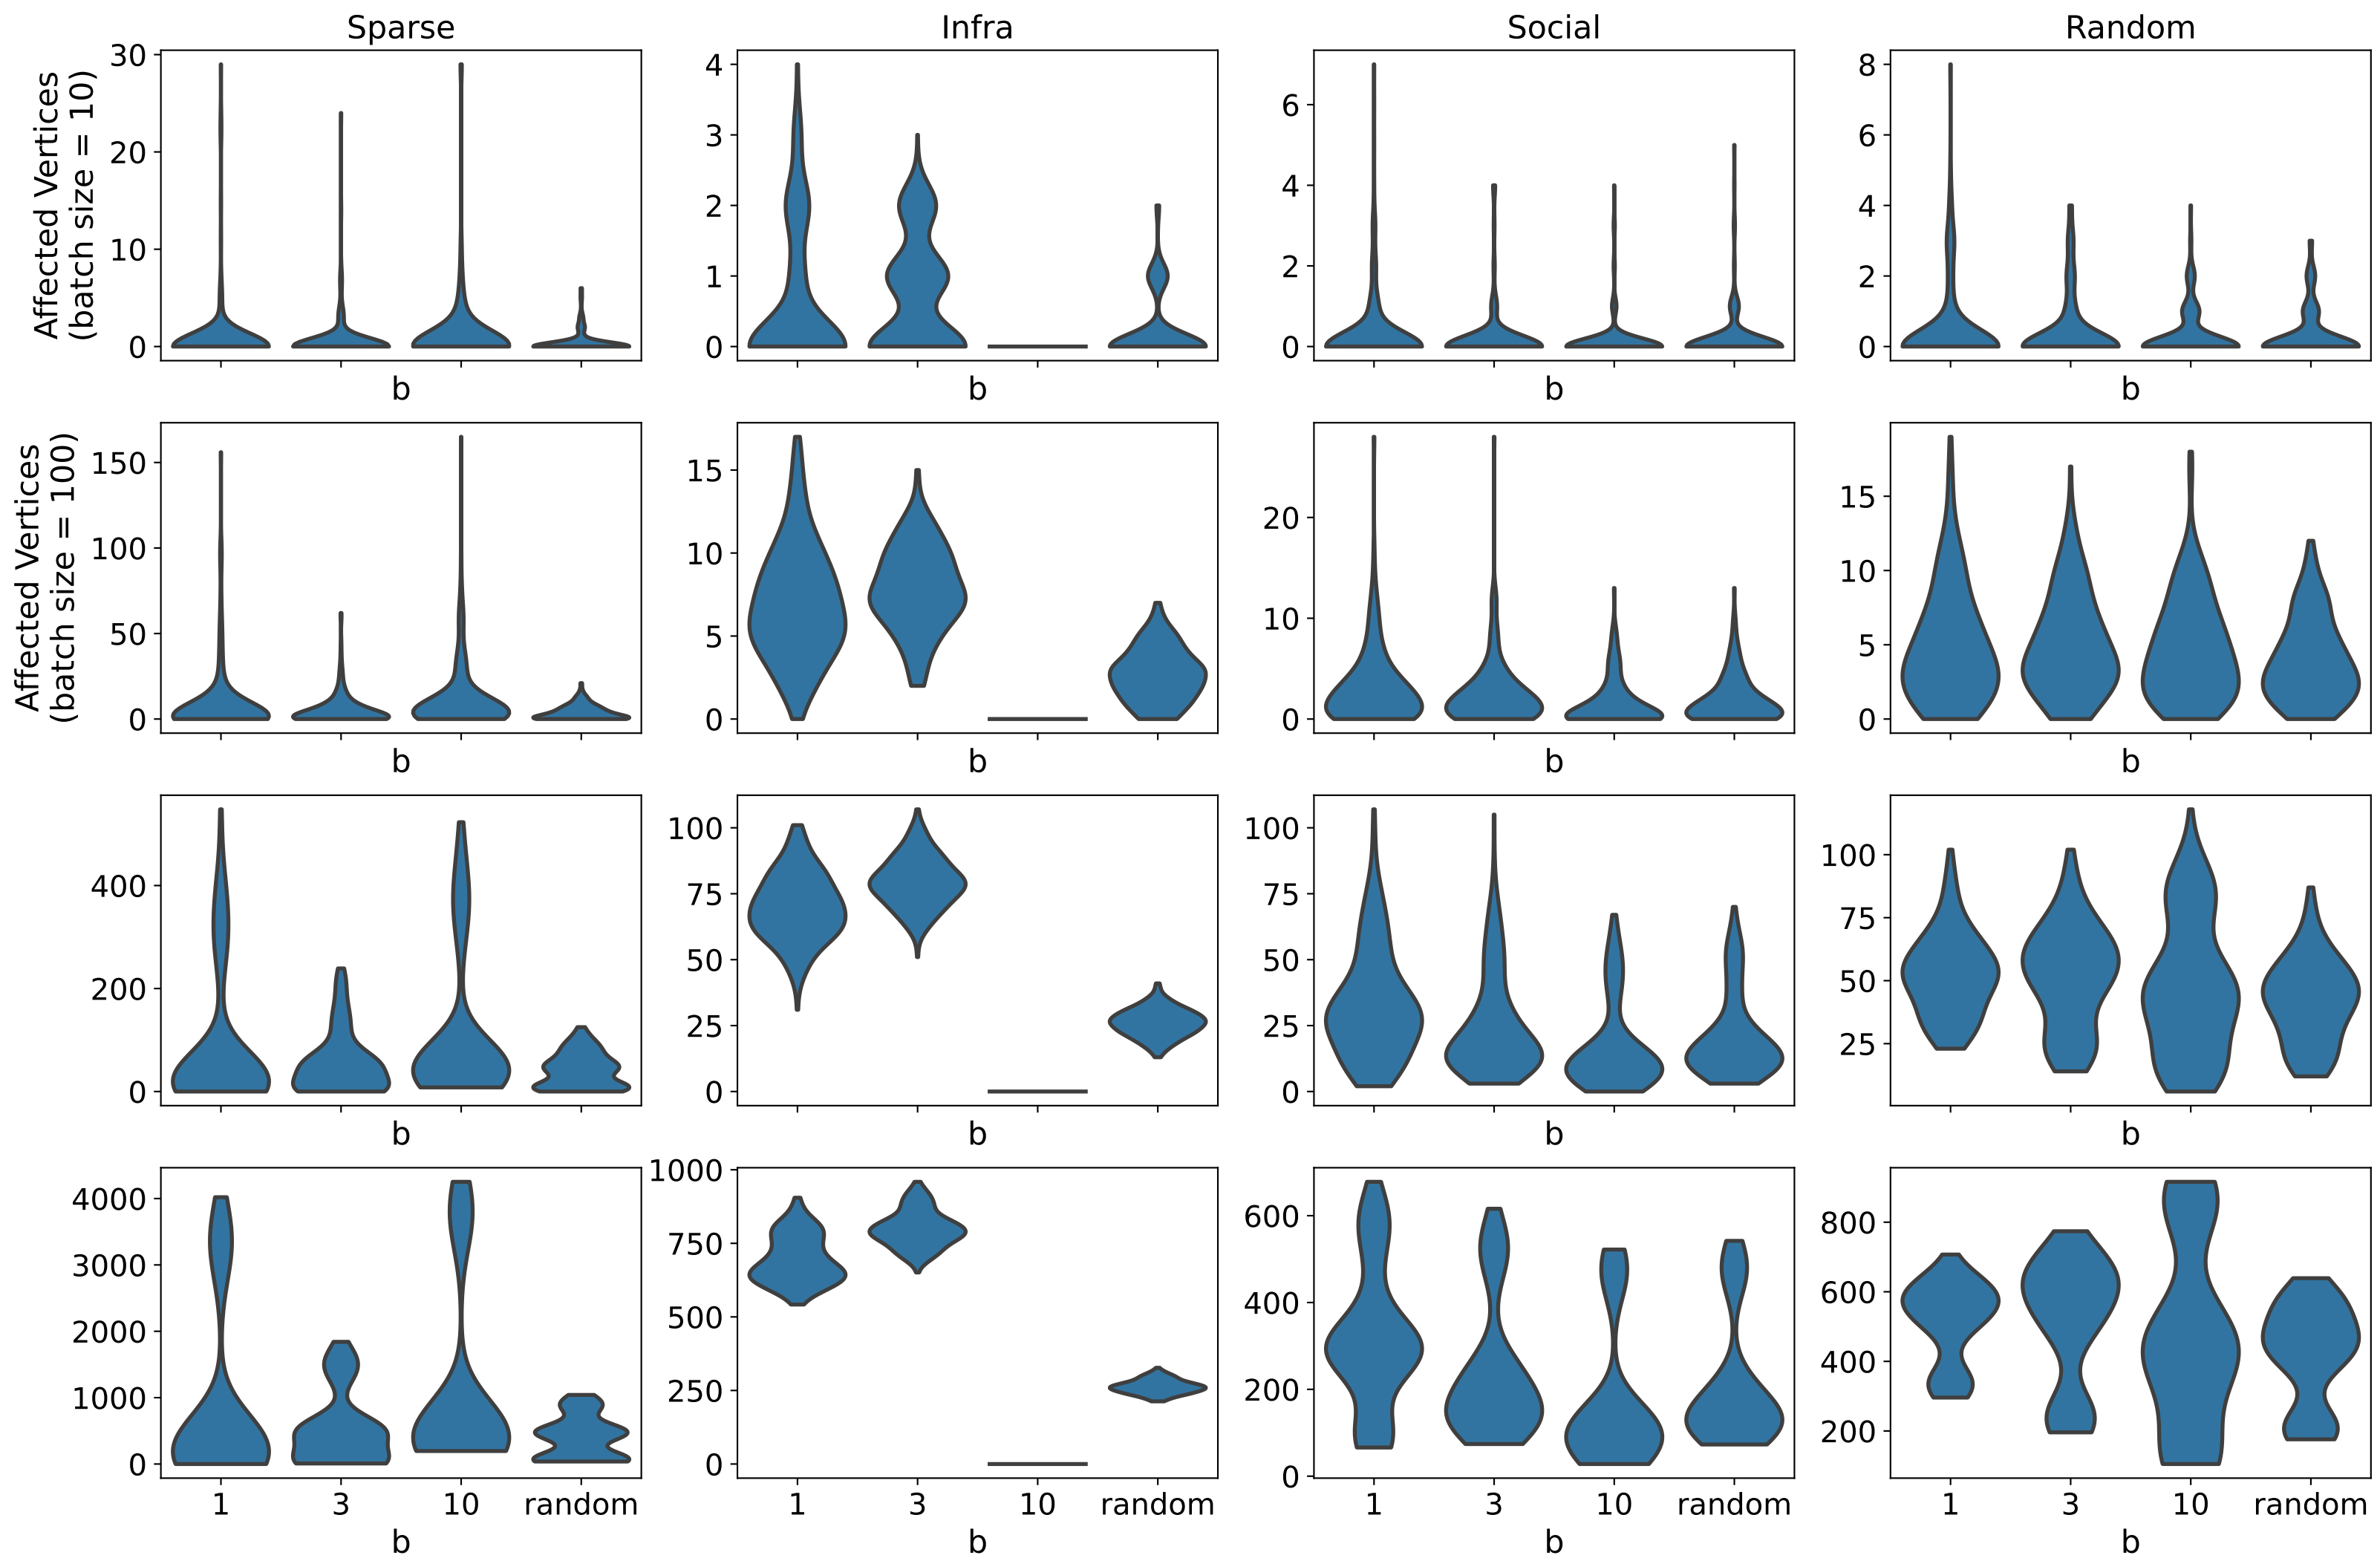 Sparse
Infra
Social
Random
Affected Vertices
(batch size = 10)
30
20
10
0
b
4
3
2
1
0
b
6
4
2
0
b
8
6
4
2
0
b
Affected Vertices
(batch size = 100)
150
100
50
0
b
15
10
5
0
b
20
10
0
b
15
10
5
0
b
400
200
0
b
100
75
50
25
0
b
100
75
50
25
0
b
100
75
50
25
b
4000
3000
2000
1000
0
1 3 10 random
b
1000
750
500
250
0
1 3 10 random
b
600
400
200
0
1 3 10 random
b
800
600
400
200
1 3 10 random
b